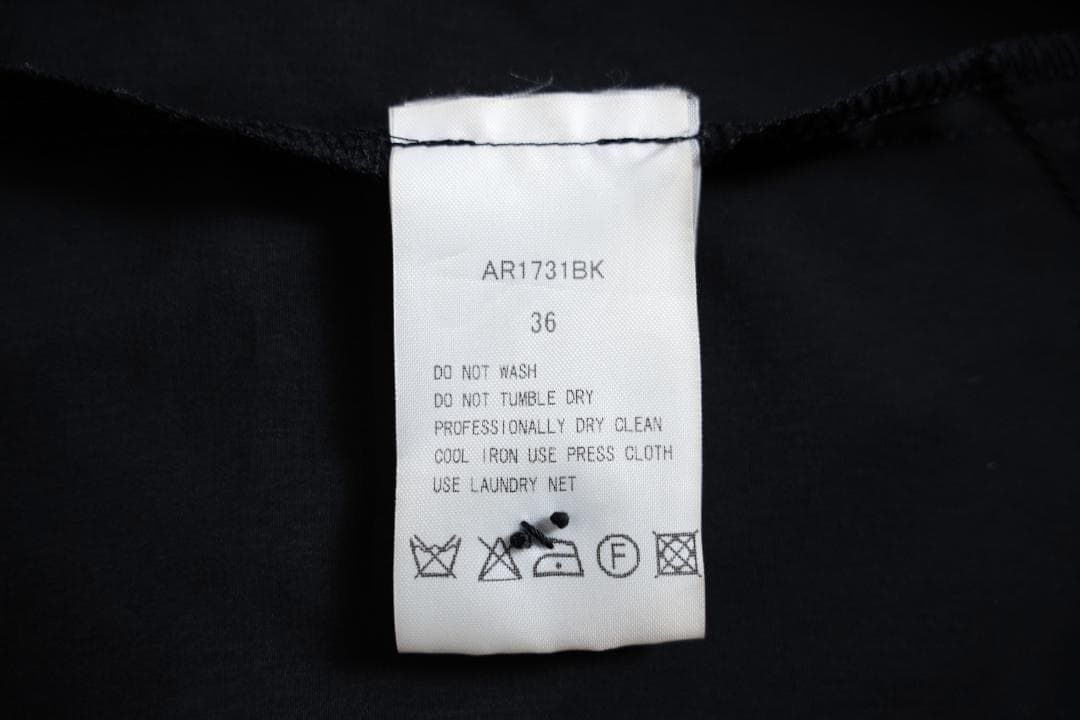 AR1731BK
36
DO NOT WASH
DO NOT TUMBLE DRY
PROFESSIONALLY DRY CLEAN
COOL IRON USE PRESS CLOTH
USE LAUNDRY NET
F